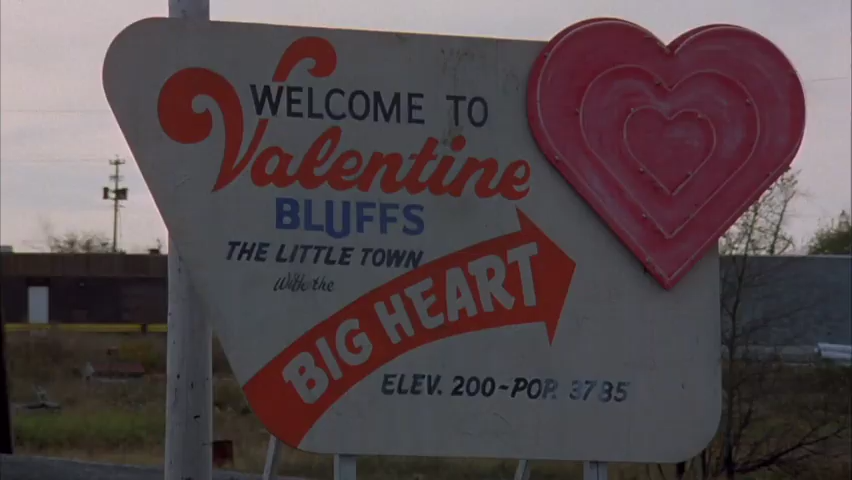 WELCOME TO
Valentine
BLUFFS
THE LITTLE TOWN
With the
BIG HEART
ELEV. 200-POP. 3785